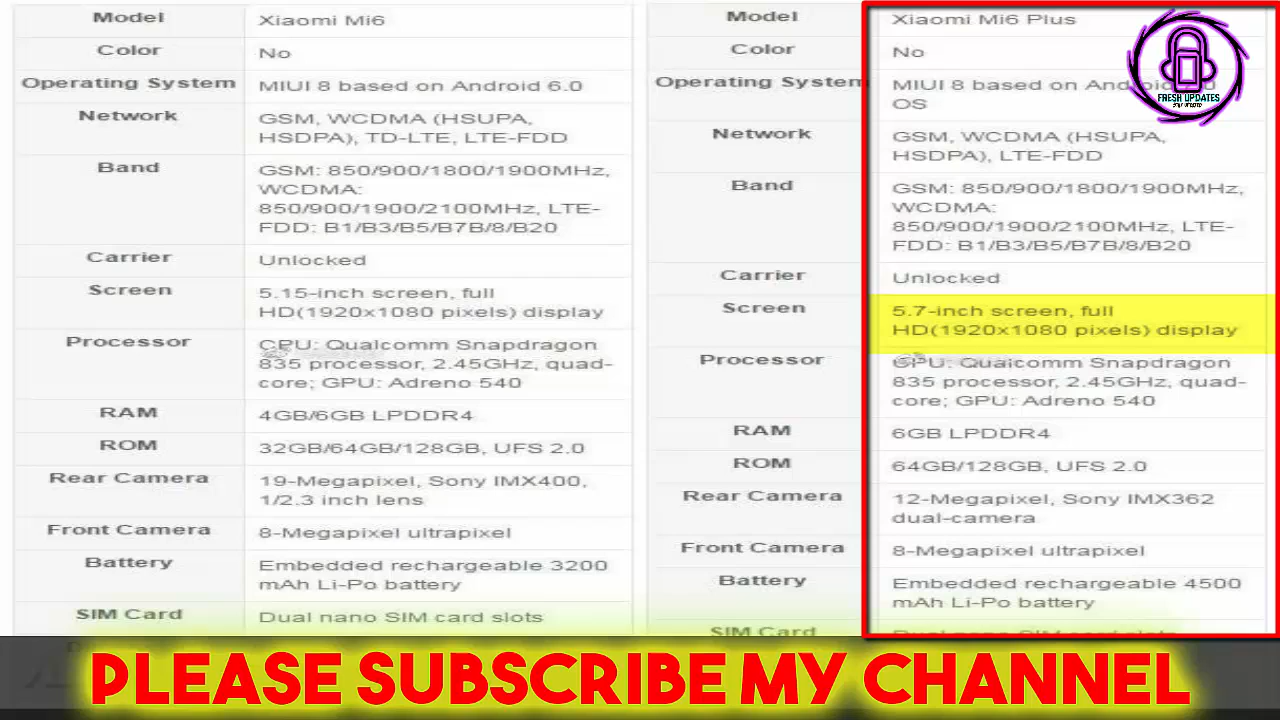 Model Xiaomi Mi6
Color No
Operating System MIUI 8 based on Android 6.0
Network GSM, WCDMA (HSUPA,
HSDPA), TD-LTE, LTE-FDD
Band GSM: 850/900/1800/1900MHz,
WCDMA:
850/900/1900/2100MHz, LTE-
FDD: B1/B3/B5/B7B/8/B20
Carrier Unlocked
Screen 5.15-inch screen, full
HD(1920x1080 pixels) display
Processor CPU: Qualcomm Snapdragon
835 processor, 2.45GHz, quad-
core; GPU: Adreno 540
RAM 4GB/6GB LPDDR4
ROM 32GB/64GB/128GB, UFS 2.0
Rear Camera 19-Megapixel, Sony IMX400,
1/2.3 inch lens
Front Camera 8-Megapixel ultrapixel
Battery Embedded rechargeable 3200
mAh Li-Po battery
SIM Card Dual nano SIM card slots
Model Xiaomi Mi6 Plus
Color No
Operating System MIUI 8 based on
OS
Network GSM, WCDMA (HSUPA,
HSDPA), LTE-FDD
Band GSM: 850/900/1800/1900MHz,
WCDMA:
850/900/1900/2100MHz, LTE-
FDD: B1/B3/B5/B7B/8/B20
Carrier Unlocked
Screen 5.7-inch screen, full
HD(1920x1080 pixels) display
Processor CPU: Qualcomm Snapdragon
835 processor, 2.45GHz, quad-
core; GPU: Adreno 540
RAM 6GB LPDDR4
ROM 64GB/128GB, UFS 2.0
Rear Camera 12-Megapixel, Sony IMX362
dual-camera
Front Camera 8-Megapixel ultrapixel
Battery Embedded rechargeable 4500
mAh Li-Po battery
SIM Card Dual nano SIM card slots
FRESH UPDATES
STAY UPDATED
PLEASE SUBSCRIBE MY CHANNEL